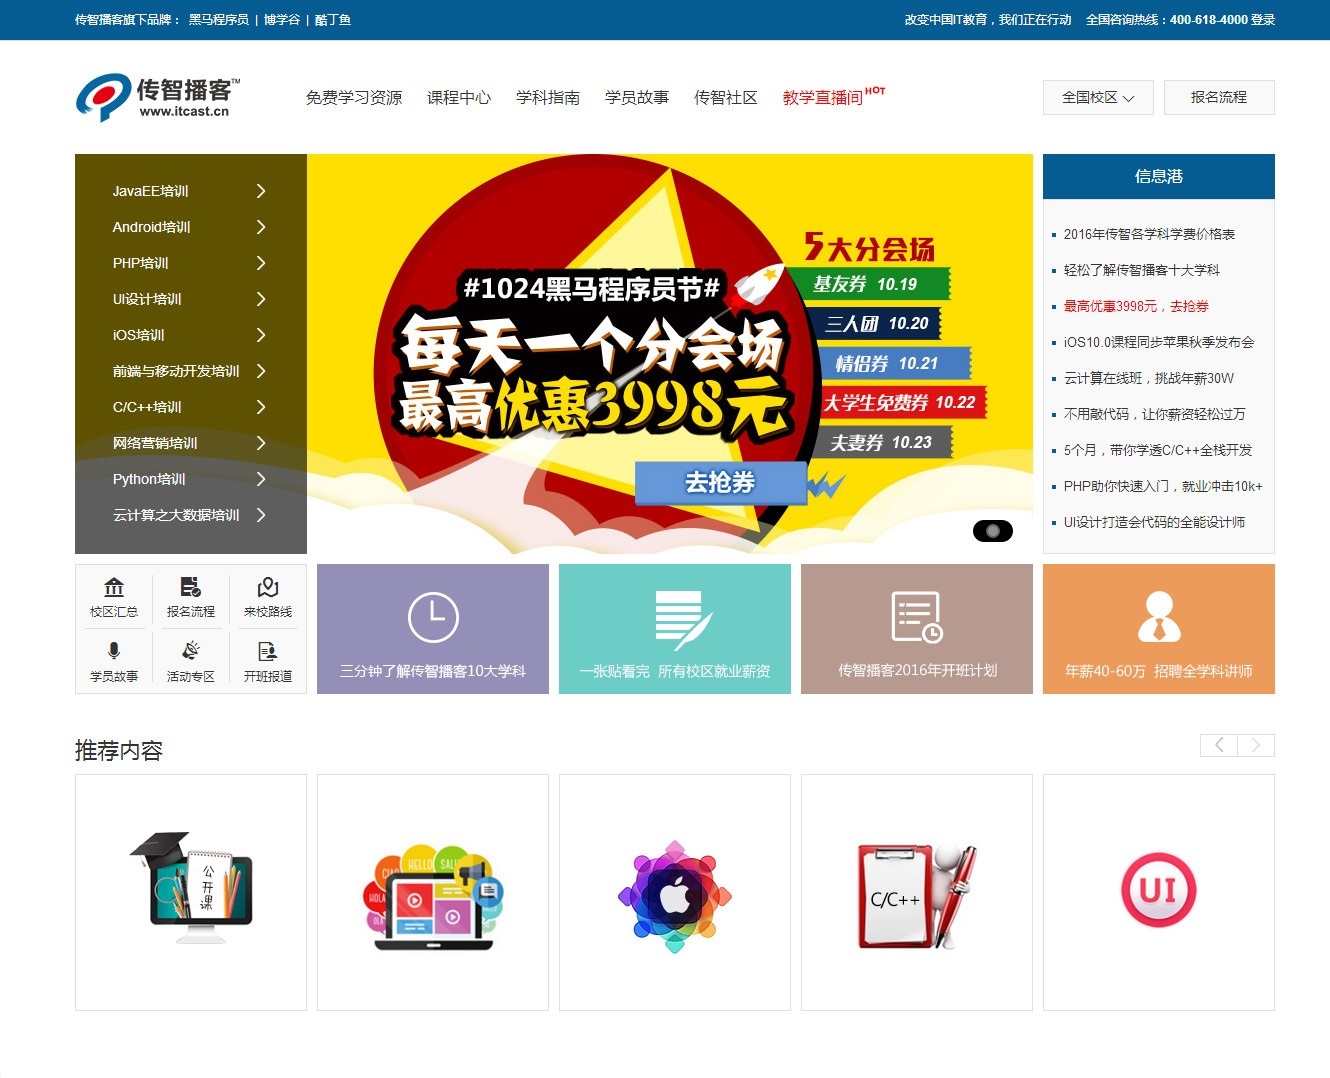 传智播客旗下品牌： 黑马程序员 | 博学谷 | 酷丁鱼
改变中国IT教育，我们正在行动 全国咨询热线：400-618-4000 登录
传智播客™
www.itcast.cn
免费学习资源 课程中心 学科指南 学员故事 传智社区 教学直播间 HOT
全国校区
报名流程
JavaEE培训
Android培训
PHP培训
UI设计培训
iOS培训
前端与移动开发培训
C/C++培训
网络营销培训
Python培训
云计算之大数据培训
#1024黑马程序员节#
每天一个分会场
最高优惠3998元
去抢券
5大分会场
基友券 10.19
三人团 10.20
情侣券 10.21
大学生免费券 10.22
夫妻券 10.23
信息港
2016年传智各学科学费价格表
轻松了解传智播客十大学科
最高优惠3998元，去抢券
iOS10.0课程同步苹果秋季发布会
云计算在线班，挑战年薪30W
不用敲代码，让你薪资轻松过万
5个月，带你学透C/C++全栈开发
PHP助你快速入门，就业冲击10k+
UI设计打造会代码的全能设计师
校区汇总 报名流程 来校路线
学员故事 活动专区 开班报道
三分钟了解传智播客10大学科
一张贴看完 所有校区就业薪资
传智播客2016年开班计划
年薪40-60万 招聘全学科讲师
推荐内容
公开课
HELLO
HOLA
C/C++
UI